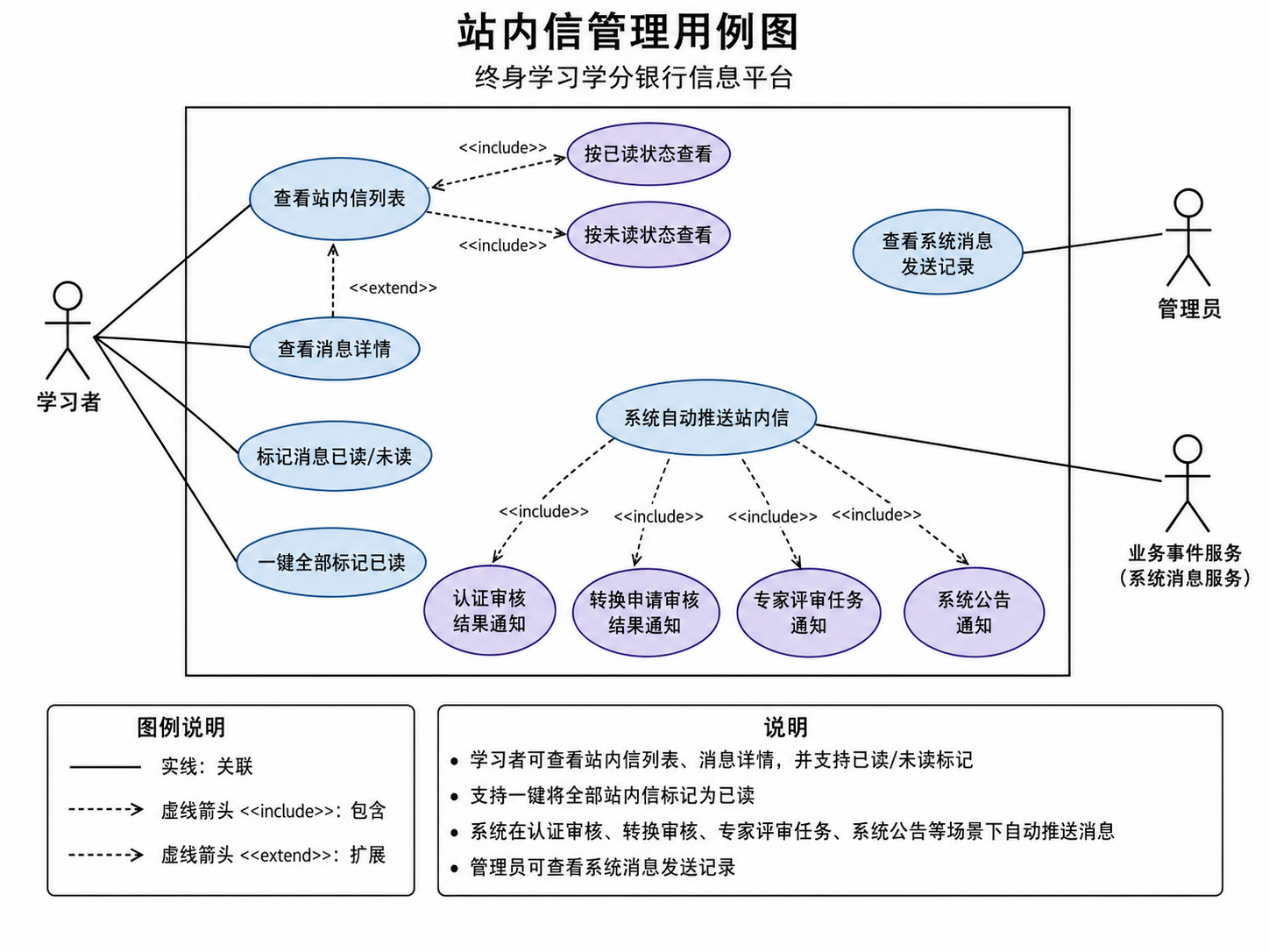 站内信管理用例图
终身学习学分银行信息平台
<<include>>
按已读状态查看
查看站内信列表
按未读状态查看
<<include>>
查看系统消息
发送记录
管理员
<<extend>>
查看消息详情
学习者
系统自动推送站内信
标记消息已读/未读
<<include>>
<<include>>
<<include>>
<<include>>
业务事件服务
（系统消息服务）
一键全部标记已读
认证审核
结果通知
转换申请审核
结果通知
专家评审任务
通知
系统公告
通知
图例说明
实线：关联
虚线箭头 <<include>>：包含
虚线箭头 <<extend>>：扩展
说明
• 学习者可查看站内信列表、消息详情，并支持已读/未读标记
• 支持一键将全部站内信标记为已读
• 系统在认证审核、转换审核、专家评审任务、系统公告等场景下自动推送消息
• 管理员可查看系统消息发送记录